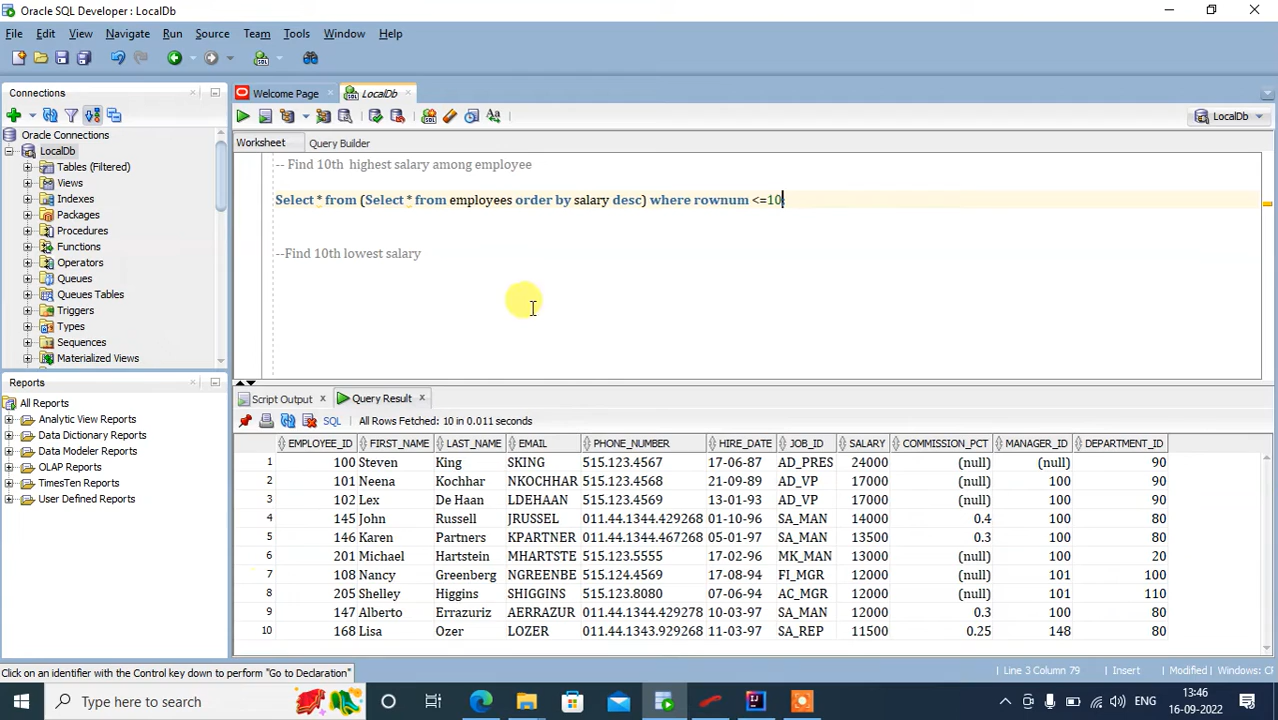 Oracle SQL Developer : LocalDb
File Edit View Navigate Run Source Team Tools Window Help
Connections
Oracle Connections
LocalDb
Tables (Filtered)
Views
Indexes
Packages
Procedures
Functions
Operators
Queues
Queues Tables
Triggers
Types
Sequences
Materialized Views
Reports
All Reports
Analytic View Reports
Data Dictionary Reports
Data Modeler Reports
OLAP Reports
TimesTen Reports
User Defined Reports
Welcome Page LocalDb
LocalDb
Worksheet Query Builder
-- Find 10th  highest salary among employee
Select * from (Select * from employees order by salary desc) where rownum <=10;
--Find 10th lowest salary
Script Output Query Result
SQL All Rows Fetched: 10 in 0.011 seconds
EMPLOYEE_ID FIRST_NAME LAST_NAME EMAIL PHONE_NUMBER HIRE_DATE JOB_ID SALARY COMMISSION_PCT MANAGER_ID DEPARTMENT_ID
1 100 Steven King SKING 515.123.4567 17-06-87 AD_PRES 24000 (null) (null) 90
2 101 Neena Kochhar NKOCHHAR 515.123.4568 21-09-89 AD_VP 17000 (null) 100 90
3 102 Lex De Haan LDEHAAN 515.123.4569 13-01-93 AD_VP 17000 (null) 100 90
4 145 John Russell JRUSSEL 011.44.1344.429268 01-10-96 SA_MAN 14000 0.4 100 80
5 146 Karen Partners KPARTNER 011.44.1344.467268 05-01-97 SA_MAN 13500 0.3 100 80
6 201 Michael Hartstein MHARTSTE 515.123.5555 17-02-96 MK_MAN 13000 (null) 100 20
7 108 Nancy Greenberg NGREENBE 515.124.4569 17-08-94 FI_MGR 12000 (null) 101 100
8 205 Shelley Higgins SHIGGINS 515.123.8080 07-06-94 AC_MGR 12000 (null) 101 110
9 147 Alberto Errazuriz AERRAZUR 011.44.1344.429278 10-03-97 SA_MAN 12000 0.3 100 80
10 168 Lisa Ozer LOZER 011.44.1343.929268 11-03-97 SA_REP 11500 0.25 148 80
Click on an identifier with the Control key down to perform "Go to Declaration"
Line 3 Column 79 Insert Modified Windows: CF
Type here to search
ENG
13:46
16-09-2022